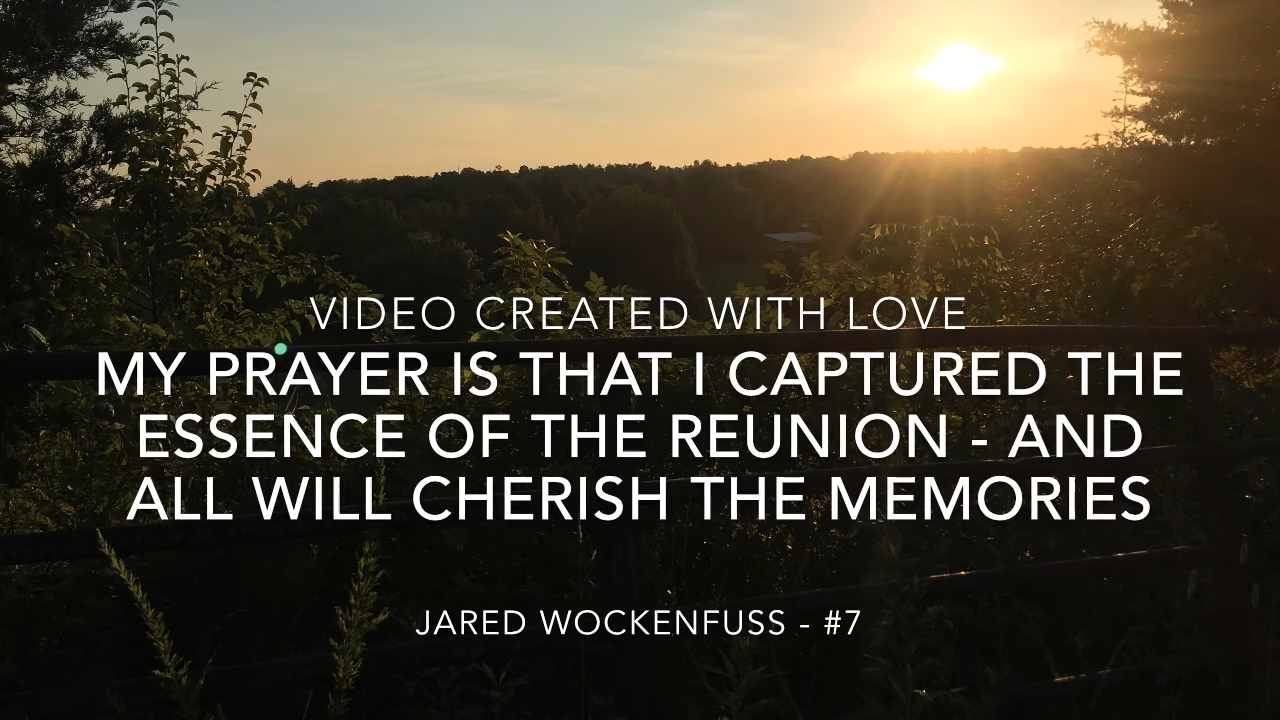 VIDEO CREATED WITH LOVE
MY PRAYER IS THAT I CAPTURED THE
ESSENCE OF THE REUNION - AND
ALL WILL CHERISH THE MEMORIES
JARED WOCKENFUSS - #7